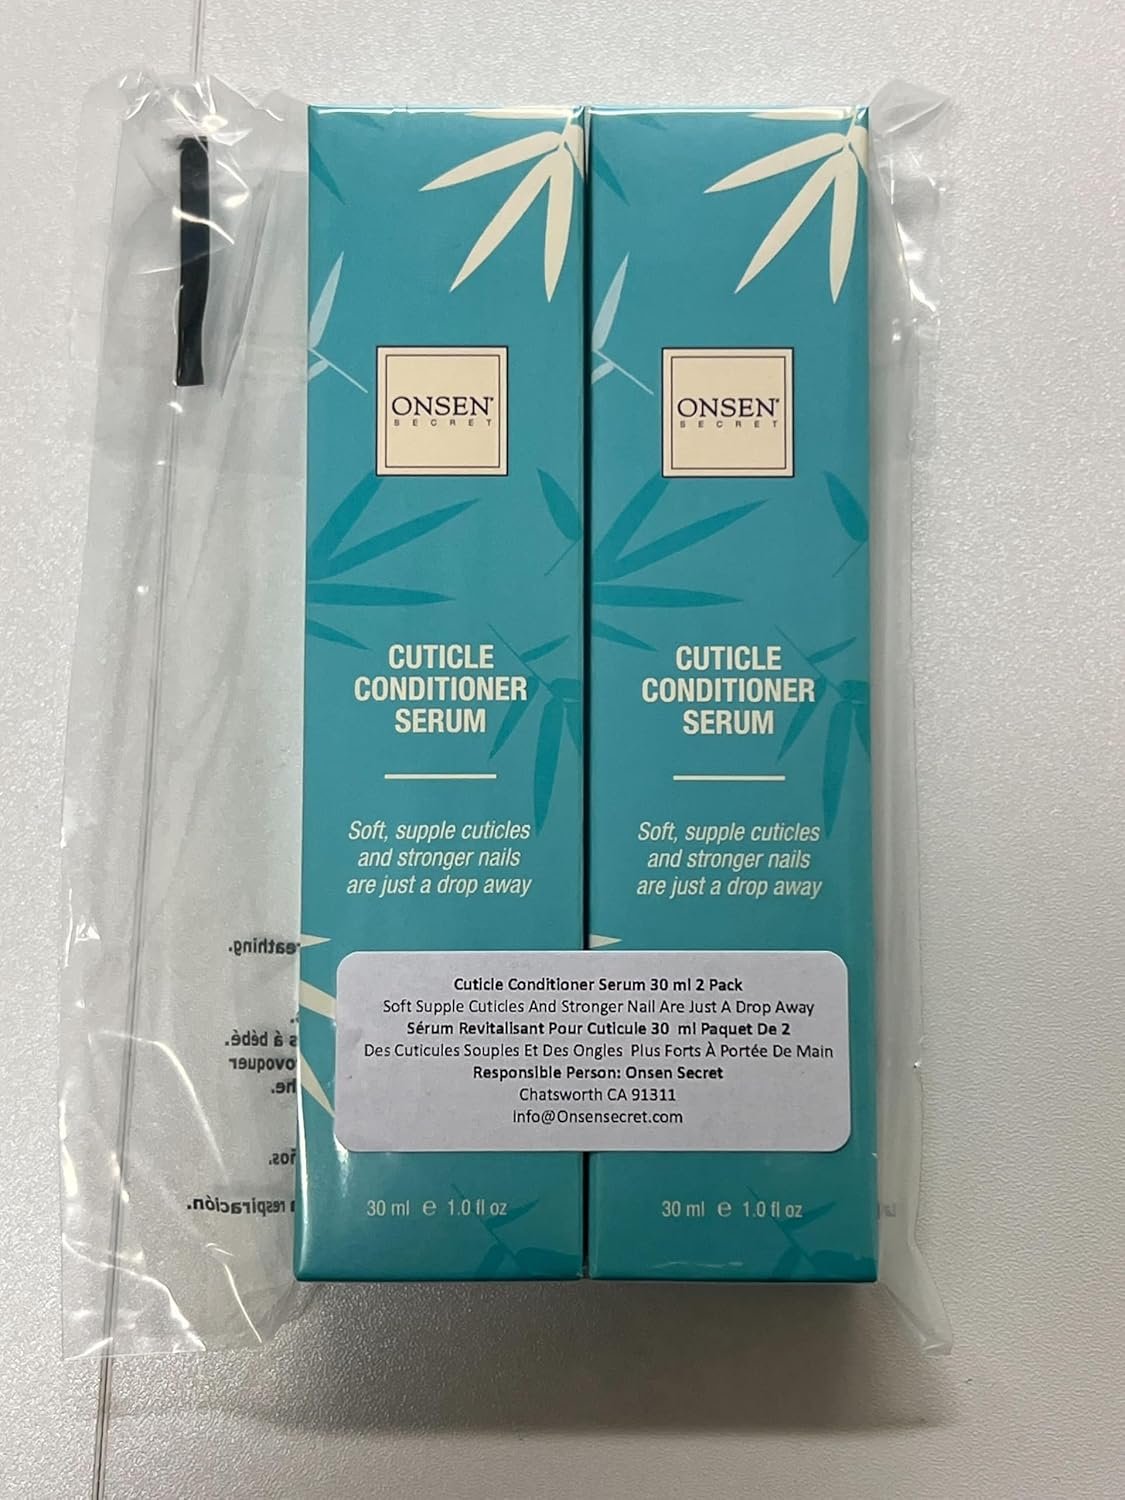 ONSEN
SECRET
CUTICLE
CONDITIONER
SERUM
Soft, supple cuticles
and stronger nails
are just a drop away
30 ml e 1.0 fl oz
ONSEN
SECRET
CUTICLE
CONDITIONER
SERUM
Soft, supple cuticles
and stronger nails
are just a drop away
30 ml e 1.0 fl oz
Cuticle Conditioner Serum 30 ml 2 Pack
Soft Supple Cuticles And Stronger Nail Are Just A Drop Away
Sérum Revitalisant Pour Cuticule 30 ml Paquet De 2
Des Cuticules Souples Et Des Ongles Plus Forts À Portée De Main
Responsible Person: Onsen Secret
Chatsworth CA 91311
info@Onsensecret.com
á bébé.
respiración.